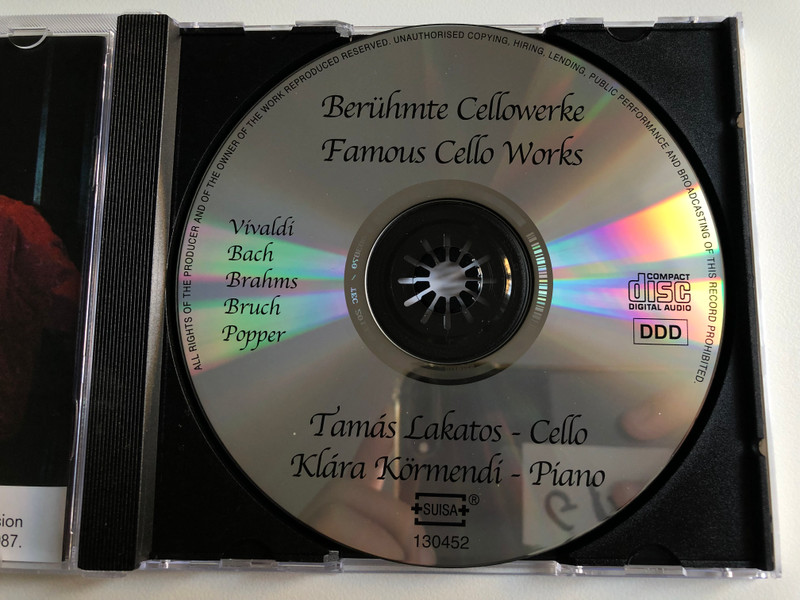 ALL RIGHTS OF THE PRODUCER AND OF THE OWNER OF THE WORK REPRODUCED RESERVED. UNAUTHORISED COPYING, HIRING, LENDING, PUBLIC PERFORMANCE AND BROADCASTING OF THIS RECORD PROHIBITED.
Berühmte Cellowerke
Famous Cello Works
Vivaldi
Bach
Brahms
Bruch
Popper
COMPACT
disc
DIGITAL AUDIO
DDD
Tamás Lakatos - Cello
Klára Körmendi - Piano
SUISA ®
130452
987.